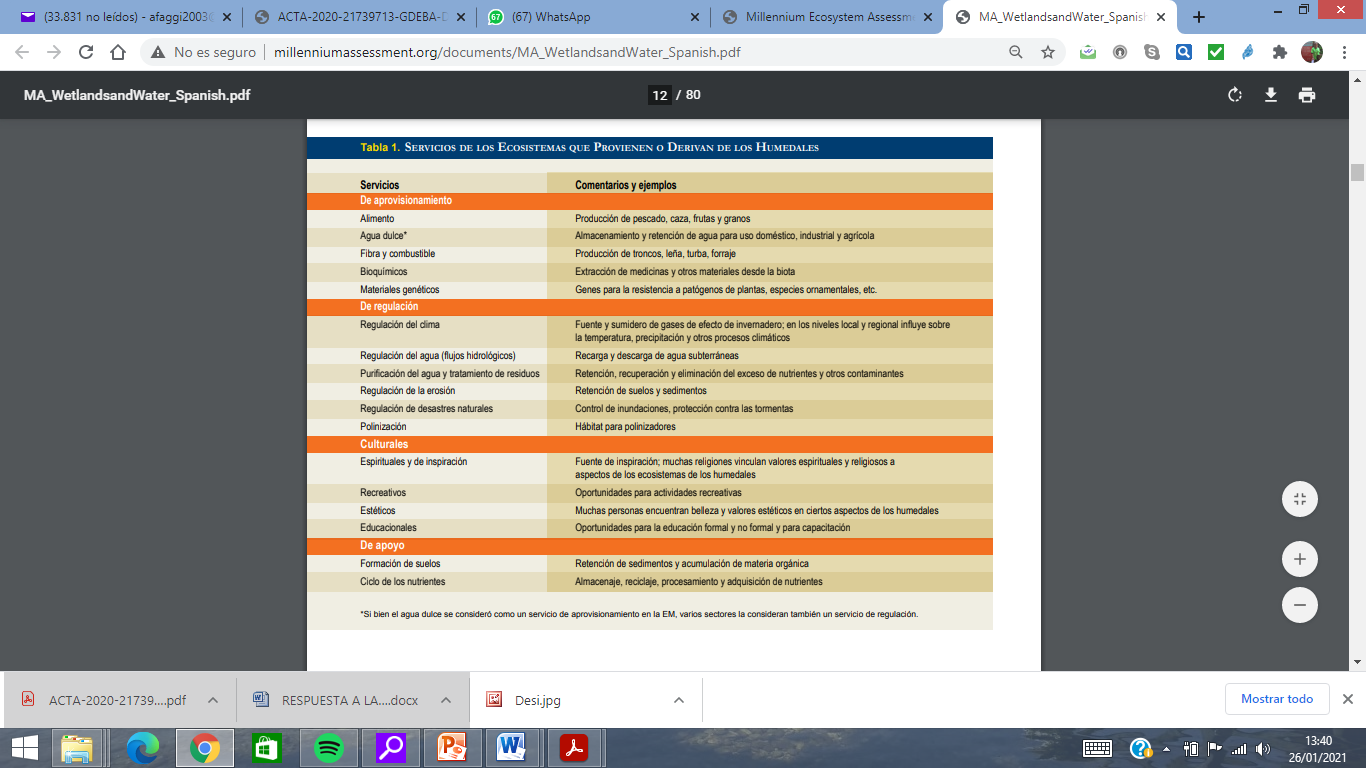 (33.831 no leídos) - afaggi2003@
ACTA-2020-21739713-GDEBA-D
(67) WhatsApp
Millennium Ecosystem Assessm
MA_WetlandsandWater_Spanish
No es seguro
millenniumassessment.org/documents/MA_WetlandsandWater_Spanish.pdf
MA_WetlandsandWater_Spanish.pdf
12 / 80
Tabla 1. Servicios de los Ecosistemas que Provienen o Derivan de los Humedales
Servicios Comentarios y ejemplos
De aprovisionamiento
Alimento Producción de pescado, caza, frutas y granos
Agua dulce* Almacenamiento y retención de agua para uso doméstico, industrial y agrícola
Fibra y combustible Producción de troncos, leña, turba, forraje
Bioquímicos Extracción de medicinas y otros materiales desde la biota
Materiales genéticos Genes para la resistencia a patógenos de plantas, especies ornamentales, etc.
De regulación
Regulación del clima Fuente y sumidero de gases de efecto de invernadero; en los niveles local y regional influye sobre
la temperatura, precipitación y otros procesos climáticos
Regulación del agua (flujos hidrológicos) Recarga y descarga de agua subterráneas
Purificación del agua y tratamiento de residuos Retención, recuperación y eliminación del exceso de nutrientes y otros contaminantes
Regulación de la erosión Retención de suelos y sedimentos
Regulación de desastres naturales Control de inundaciones, protección contra las tormentas
Polinización Hábitat para polinizadores
Culturales
Espirituales y de inspiración Fuente de inspiración; muchas religiones vinculan valores espirituales y religiosos a
aspectos de los ecosistemas de los humedales
Recreativos Oportunidades para actividades recreativas
Estéticos Muchas personas encuentran belleza y valores estéticos en ciertos aspectos de los humedales
Educacionales Oportunidades para la educación formal y no formal y para capacitación
De apoyo
Formación de suelos Retención de sedimentos y acumulación de materia orgánica
Ciclo de los nutrientes Almacenaje, reciclaje, procesamiento y adquisición de nutrientes
*Si bien el agua dulce se consideró como un servicio de aprovisionamiento en la EM, varios sectores la consideran también un servicio de regulación.
ACTA-2020-21739....pdf
RESPUESTA A LA....docx
Desi.jpg
Mostrar todo
13:40
26/01/2021